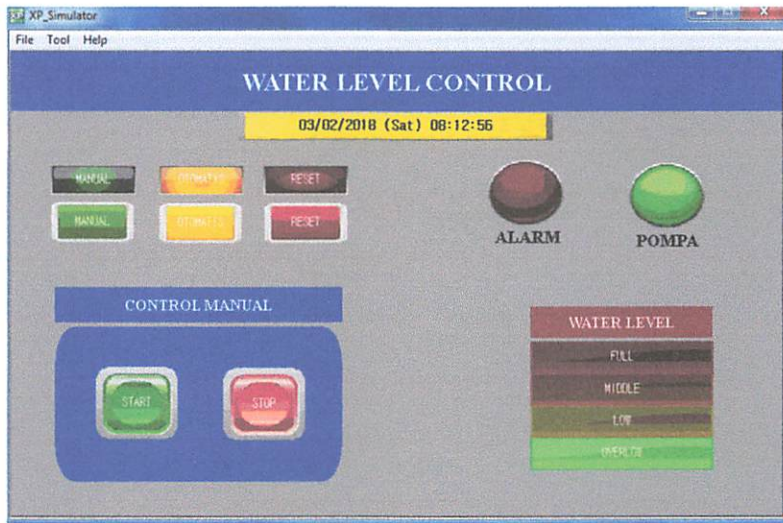 XP_Simulator
File Tool Help
WATER LEVEL CONTROL
03/02/2018 (Sat) 08:12:56
MANUAL OTOMATIS RESET
MANUAL OTOMATIS RESET
ALARM POMPA
CONTROL MANUAL
START STOP
WATER LEVEL
FULL
MIDDLE
LOW
OVERLOW